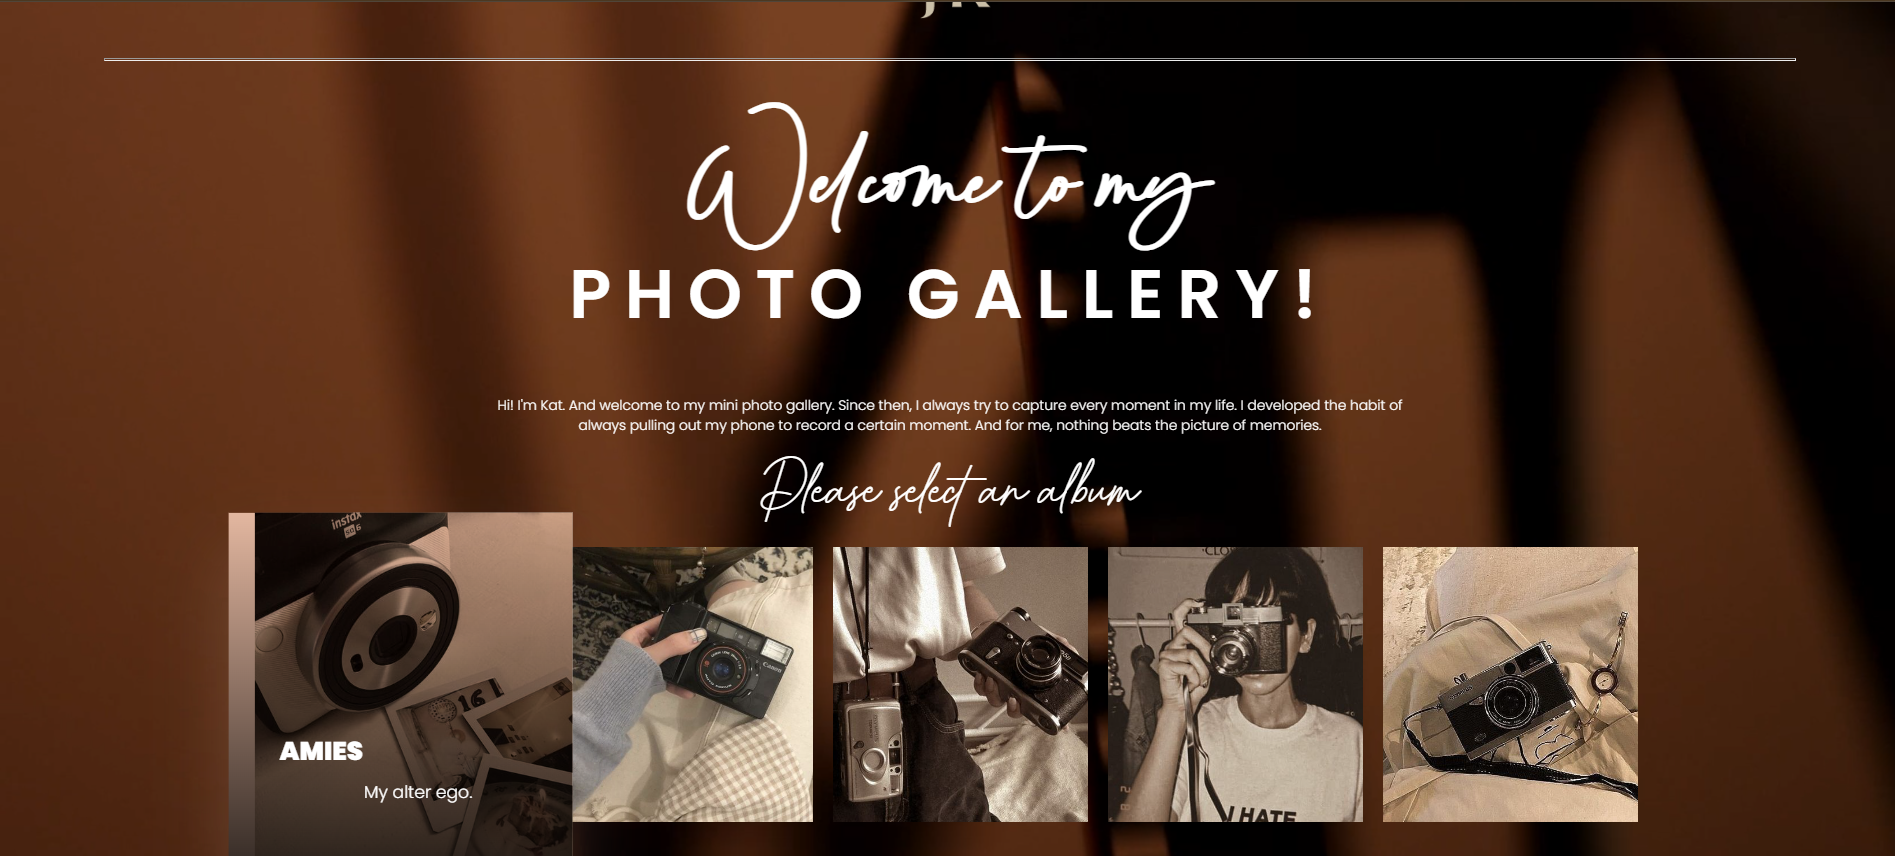 JK
Welcome to my
PHOTO GALLERY!
Hi! I'm Kat. And welcome to my mini photo gallery. Since then, I always try to capture every moment in my life. I developed the habit of
always pulling out my phone to record a certain moment. And for me, nothing beats the picture of memories.
Please select an album
instax
SQ6
16
AMIES
My alter ego.
Canon
I HATE